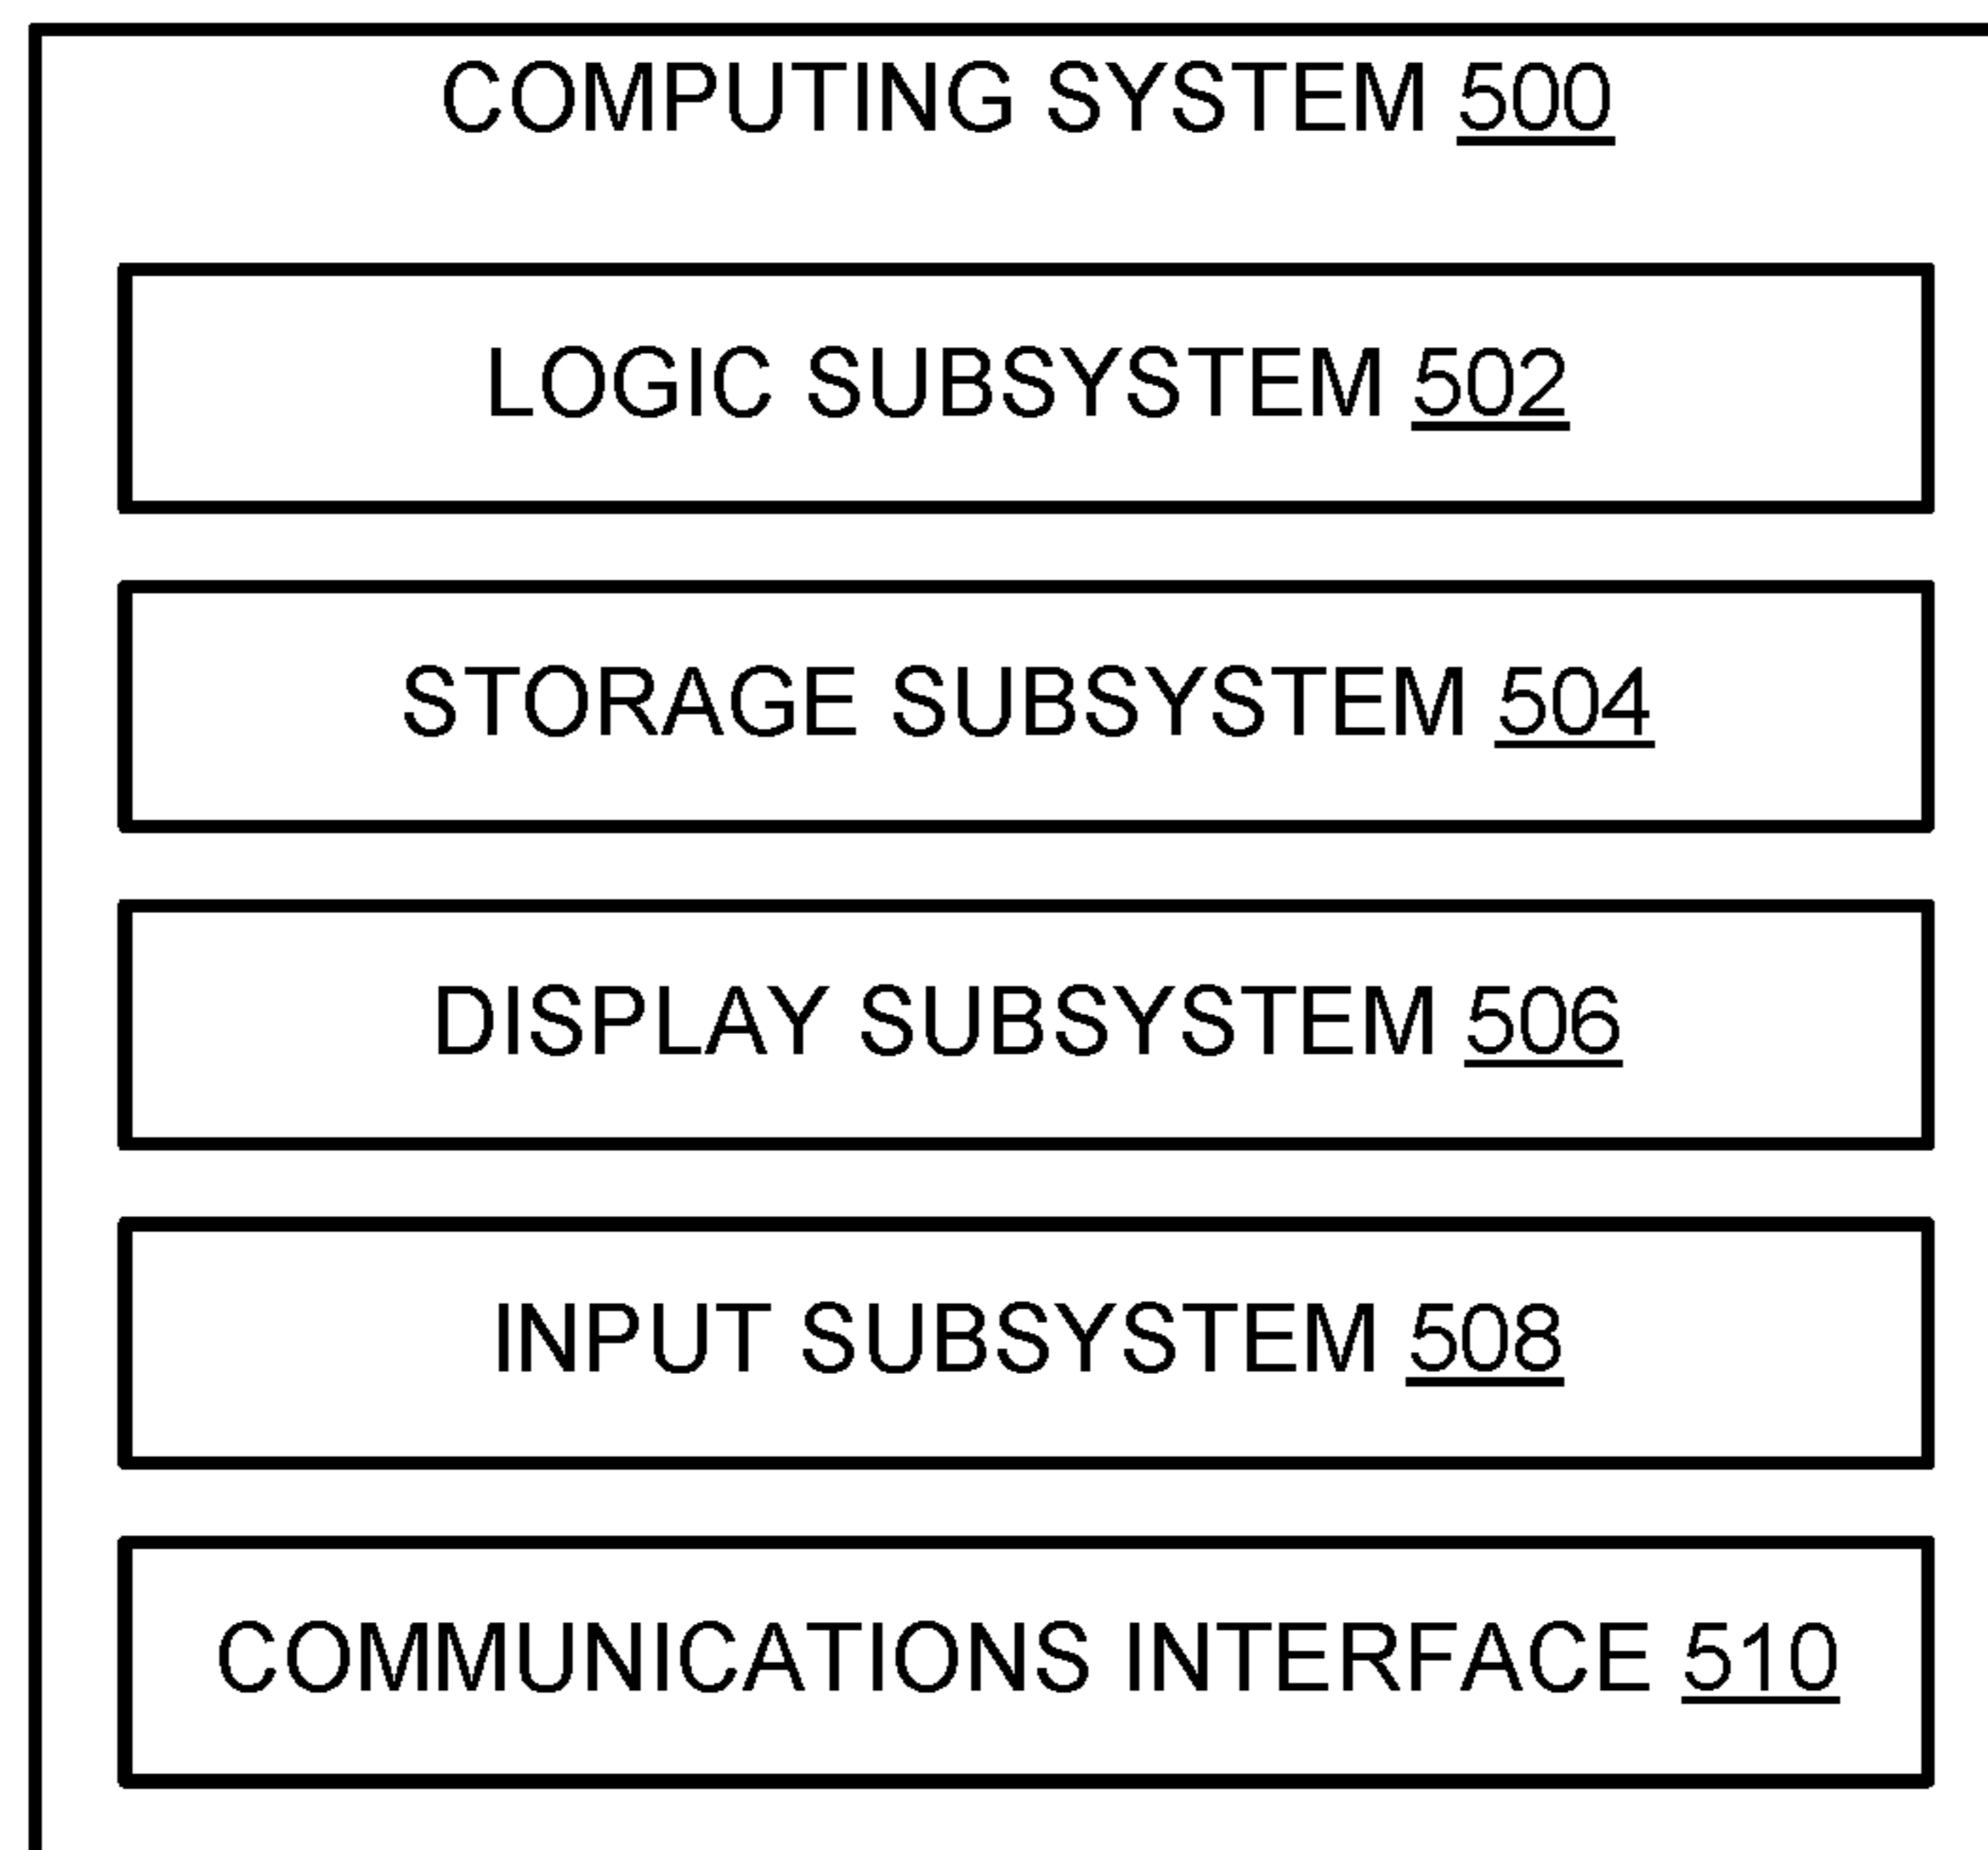 COMPUTING SYSTEM 500
LOGIC SUBSYSTEM 502
STORAGE SUBSYSTEM 504
DISPLAY SUBSYSTEM 506
INPUT SUBSYSTEM 508
COMMUNICATIONS INTERFACE 510